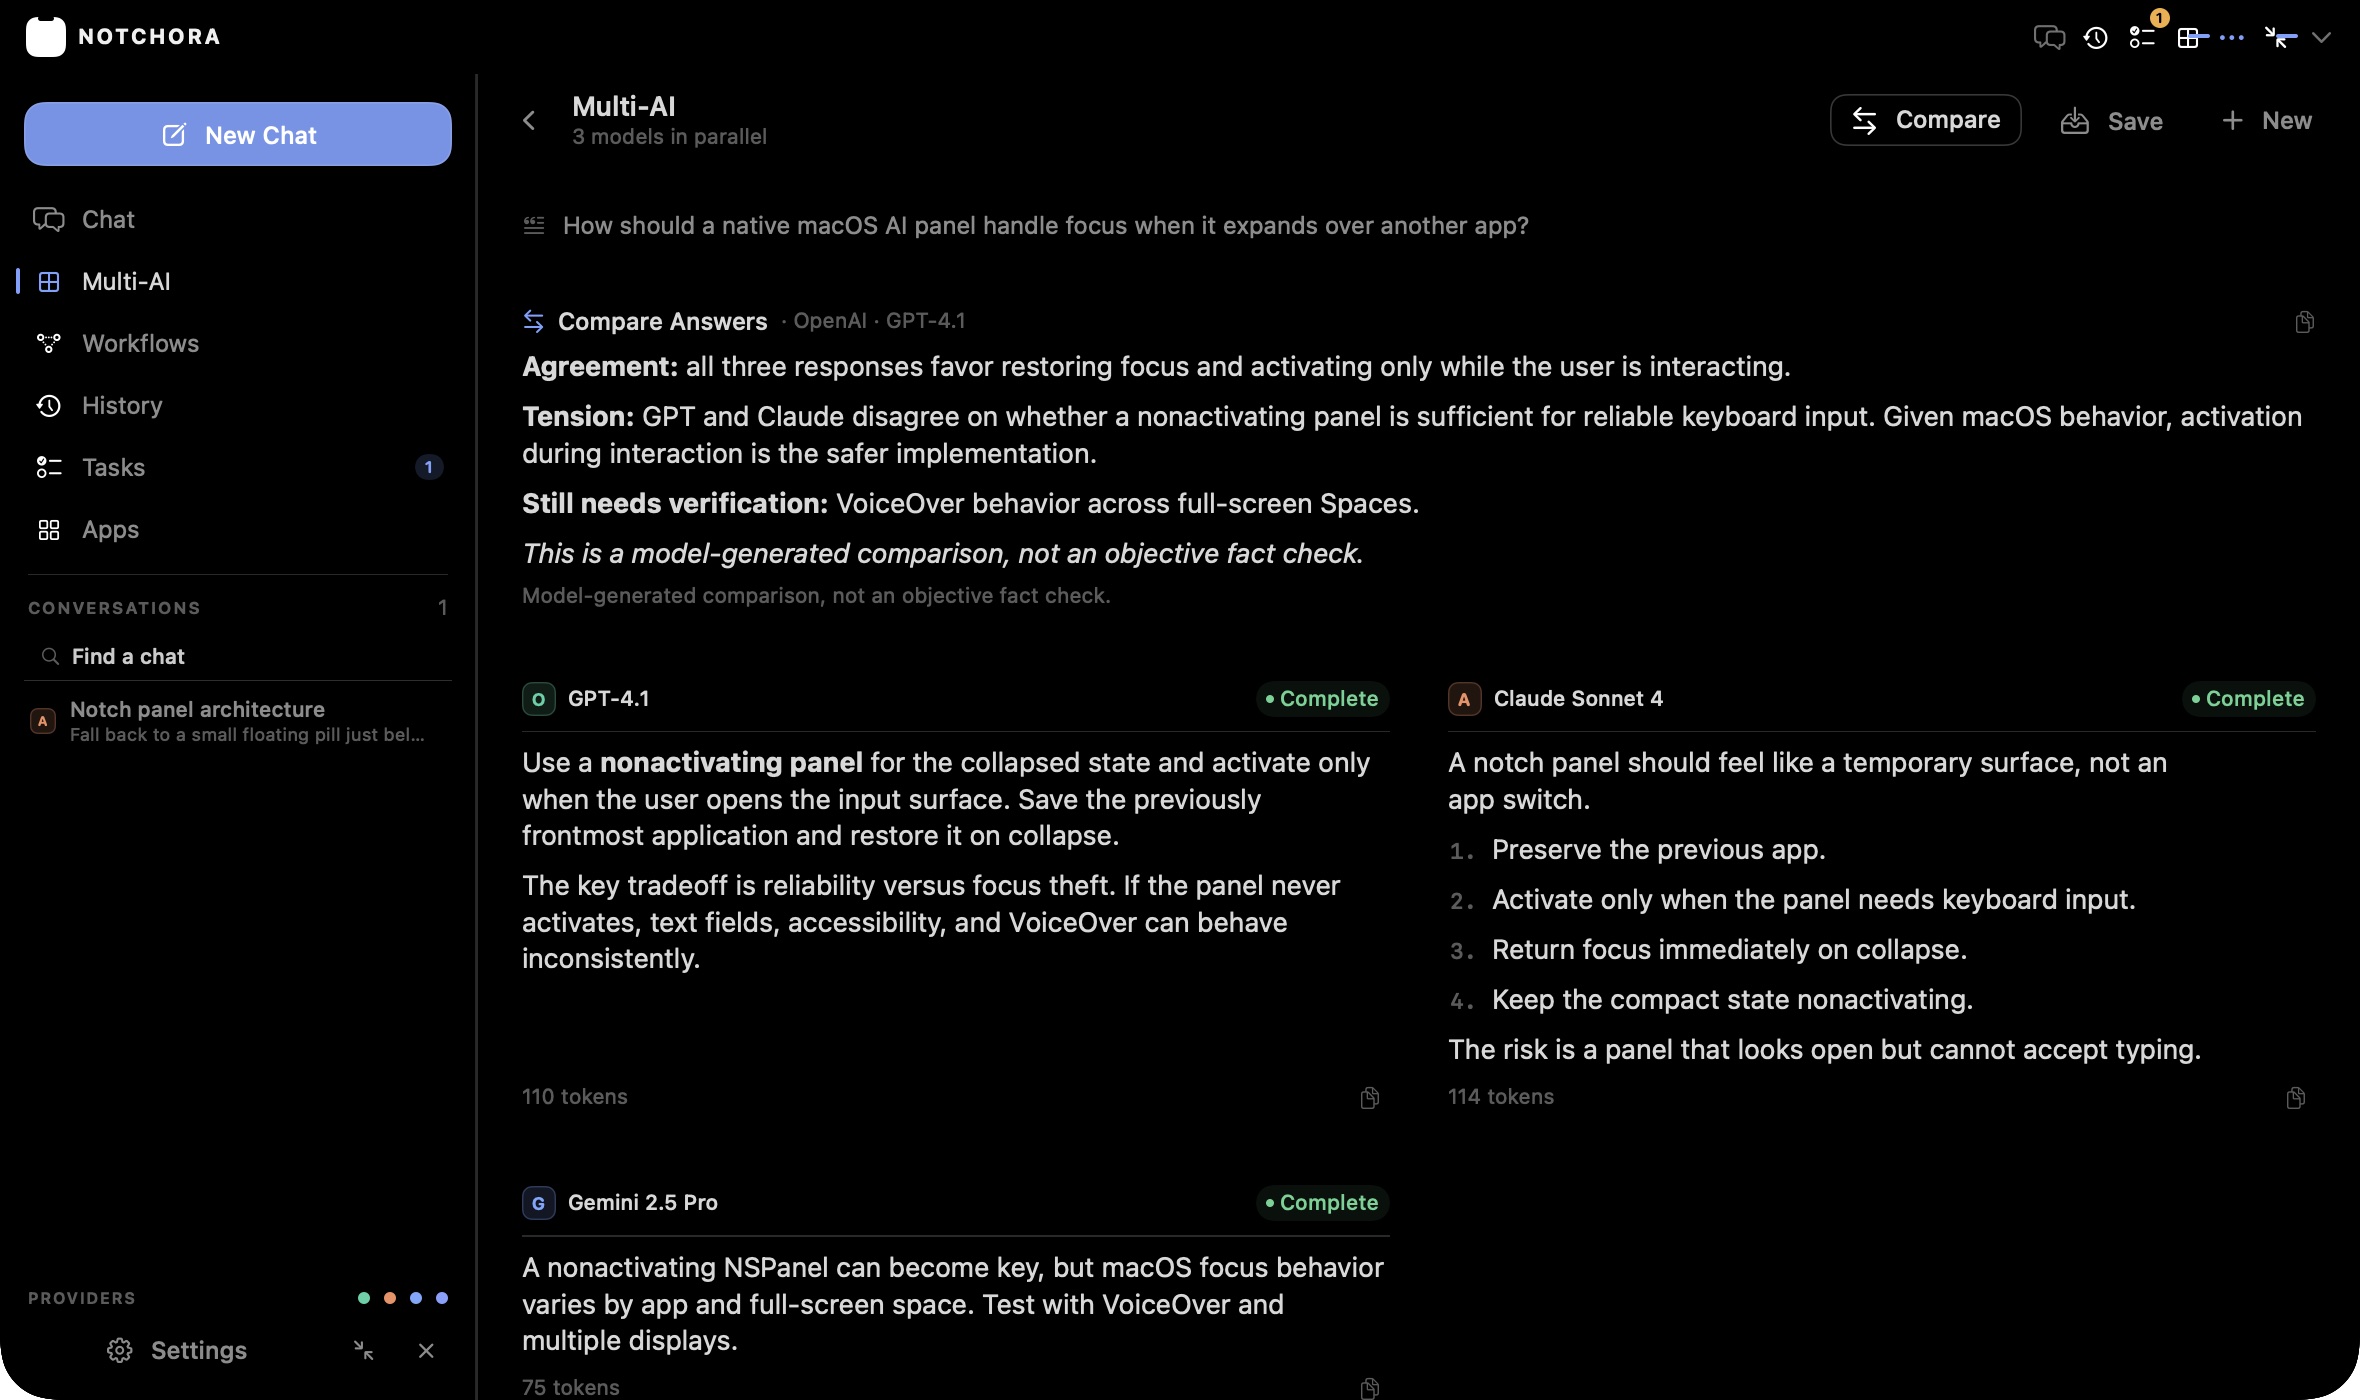 NOTCHORA
1
New Chat
Chat
Multi-AI
Workflows
History
Tasks
1
Apps
CONVERSATIONS
1
Find a chat
A
Notch panel architecture
Fall back to a small floating pill just bel...
PROVIDERS
Settings
Multi-AI
3 models in parallel
Compare
Save
New
How should a native macOS AI panel handle focus when it expands over another app?
Compare Answers · OpenAI · GPT-4.1
Agreement: all three responses favor restoring focus and activating only while the user is interacting.
Tension: GPT and Claude disagree on whether a nonactivating panel is sufficient for reliable keyboard input. Given macOS behavior, activation
during interaction is the safer implementation.
Still needs verification: VoiceOver behavior across full-screen Spaces.
This is a model-generated comparison, not an objective fact check.
Model-generated comparison, not an objective fact check.
O GPT-4.1
Complete
Use a nonactivating panel for the collapsed state and activate only
when the user opens the input surface. Save the previously
frontmost application and restore it on collapse.
The key tradeoff is reliability versus focus theft. If the panel never
activates, text fields, accessibility, and VoiceOver can behave
inconsistently.
110 tokens
A Claude Sonnet 4
Complete
A notch panel should feel like a temporary surface, not an
app switch.
1. Preserve the previous app.
2. Activate only when the panel needs keyboard input.
3. Return focus immediately on collapse.
4. Keep the compact state nonactivating.
The risk is a panel that looks open but cannot accept typing.
114 tokens
G Gemini 2.5 Pro
Complete
A nonactivating NSPanel can become key, but macOS focus behavior
varies by app and full-screen space. Test with VoiceOver and
multiple displays.
75 tokens